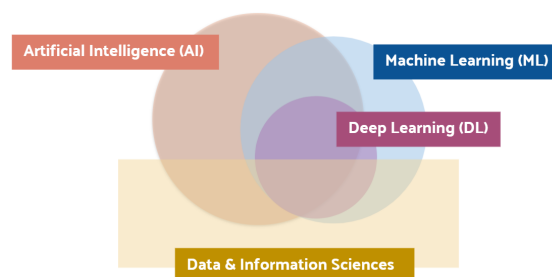 Artificial Intelligence (AI)
Machine Learning (ML)
Deep Learning (DL)
Data & Information Sciences